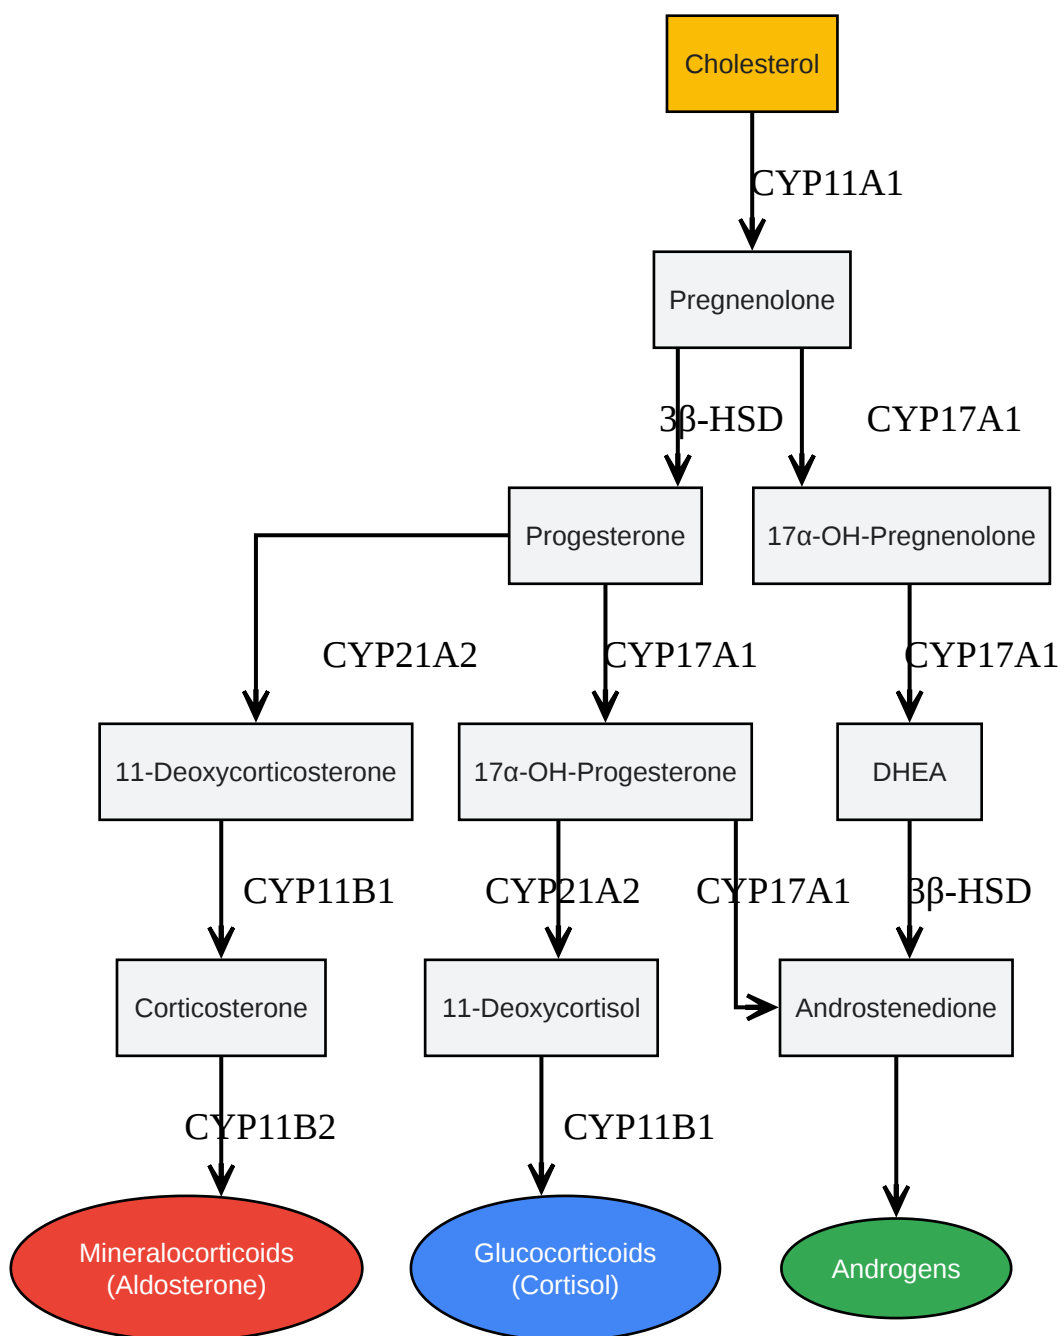 Cholesterol
CYP11A1
Pregnenolone
3β-HSD
CYP17A1
Progesterone
17α-OH-Pregnenolone
CYP21A2
CYP17A1
CYP17A1
11-Deoxycorticosterone
17α-OH-Progesterone
DHEA
CYP11B1
CYP21A2
CYP17A1
3β-HSD
Corticosterone
11-Deoxycortisol
Androstenedione
CYP11B2
CYP11B1
Mineralocorticoids
(Aldosterone)
Glucocorticoids
(Cortisol)
Androgens